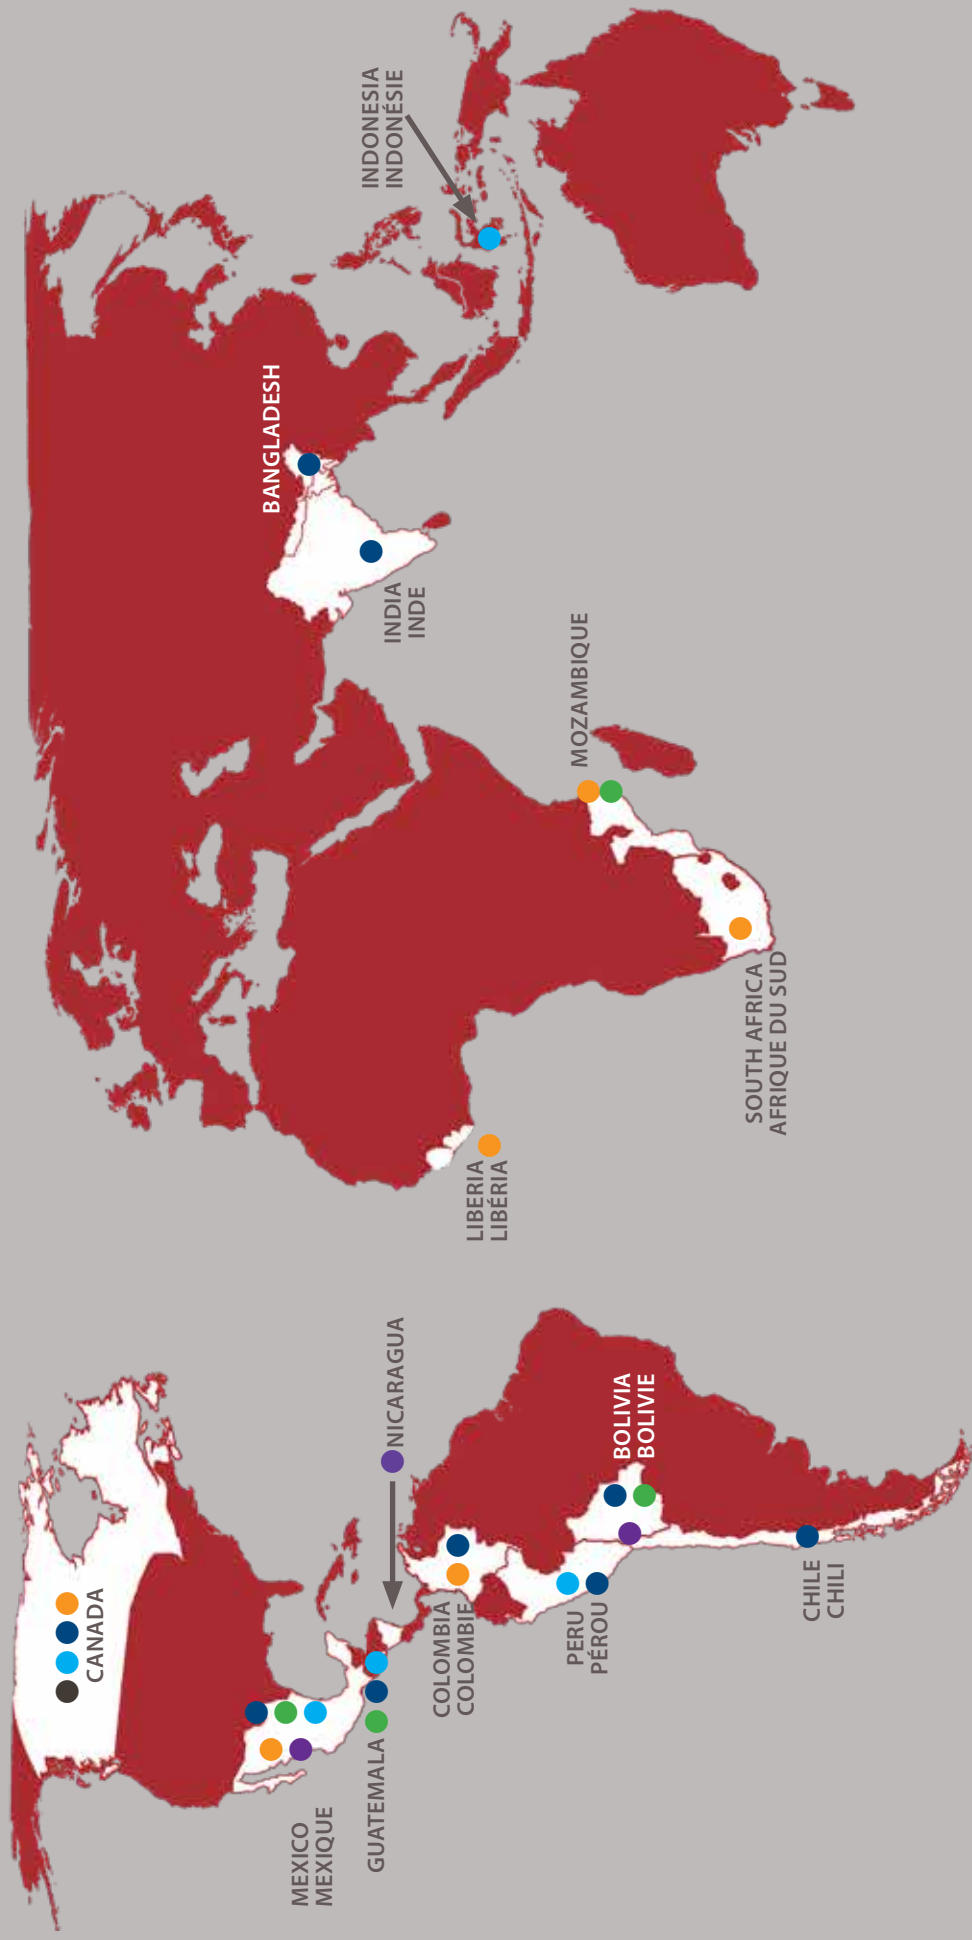 CANADA
MEXICO
MEXIQUE
GUATEMALA
NICARAGUA
COLOMBIA
COLOMBIE
PERU
PÉROU
BOLIVIA
BOLIVIE
CHILE
CHILI
LIBERIA
LIBÉRIA
SOUTH AFRICA
AFRIQUE DU SUD
MOZAMBIQUE
INDIA
INDE
BANGLADESH
INDONESIA
INDONÉSIE